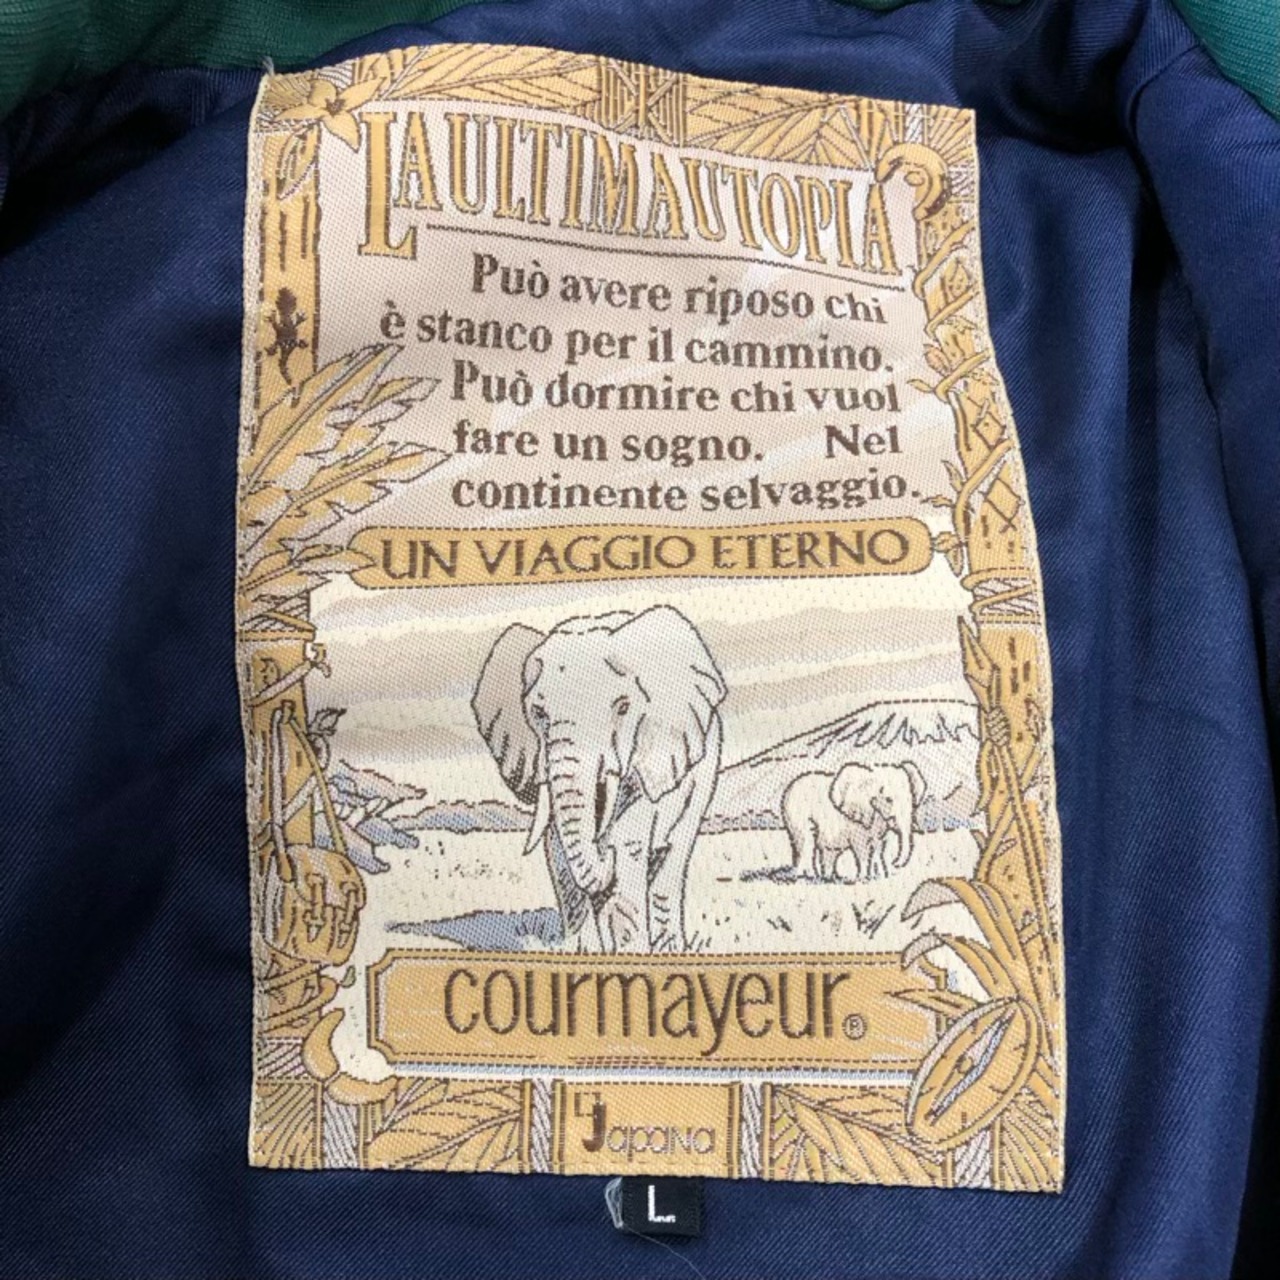 LAULTIMAUTOPIA
Può avere riposo chi
è stanco per il cammino.
Può dormire chi vuol
fare un sogno. Nel
continente selvaggio.
UN VIAGGIO ETERNO
courmayeur®
Japana
L